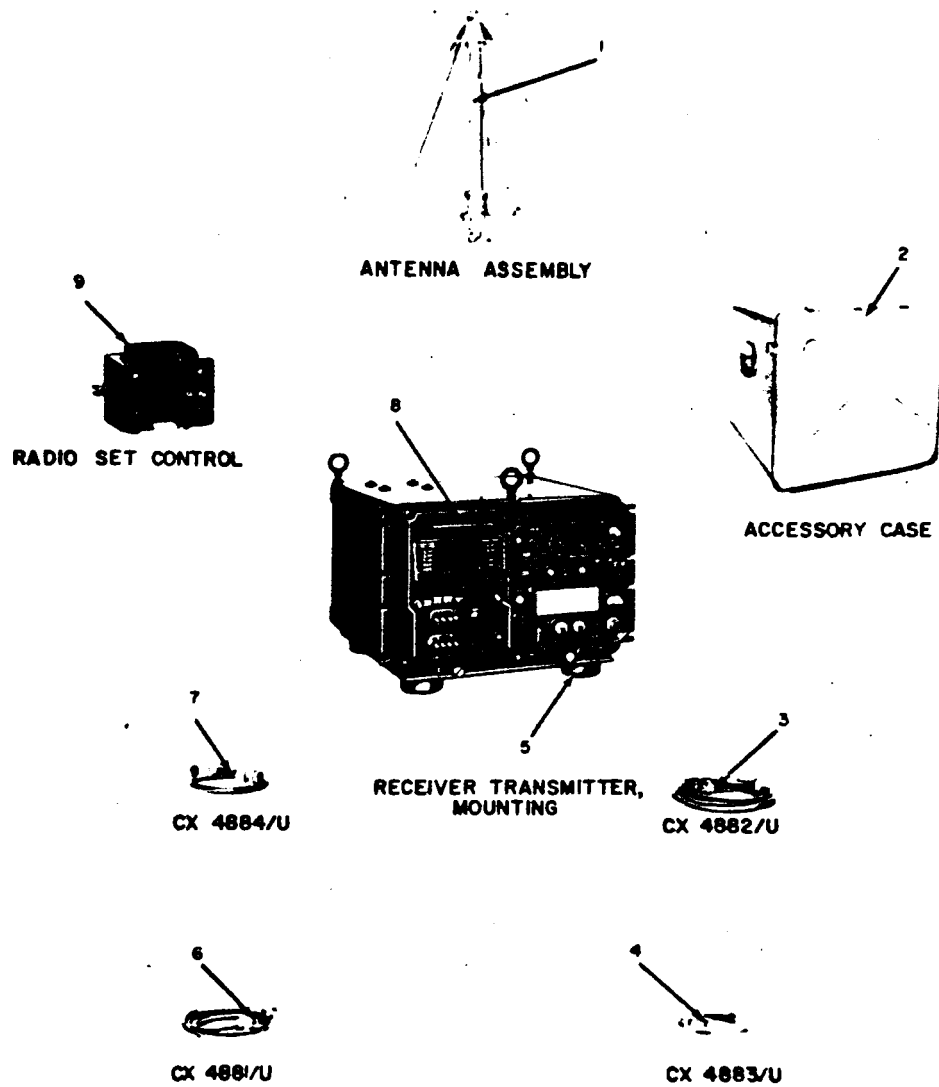 1
ANTENNA ASSEMBLY
2
9
8
RADIO SET CONTROL
ACCESSORY CASE
7
5
3
RECEIVER TRANSMITTER,
MOUNTING
CX 4884/U
CX 4882/U
6
4
CX 4881/U
CX 4883/U